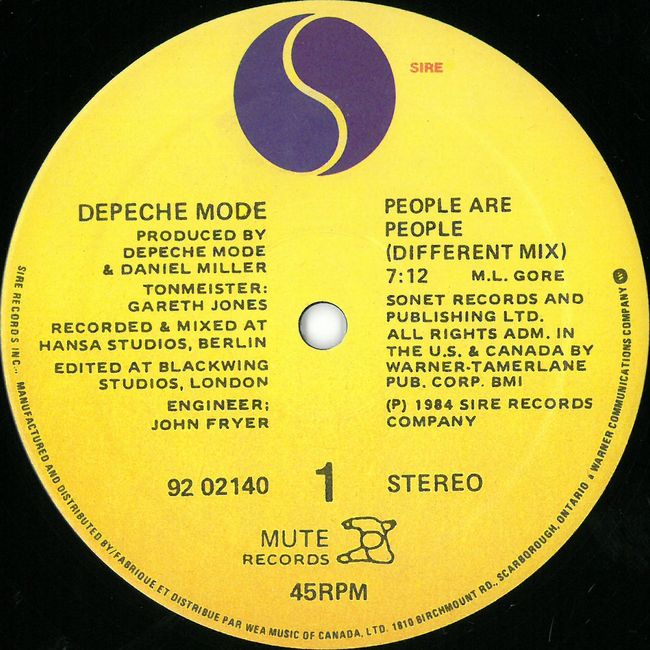 SIRE
DEPECHE MODE
PRODUCED BY
DEPECHE MODE
& DANIEL MILLER
TONMEISTER:
GARETH JONES
RECORDED & MIXED AT
HANSA STUDIOS, BERLIN
EDITED AT BLACKWING
STUDIOS, LONDON
ENGINEER:
JOHN FRYER
PEOPLE ARE
PEOPLE
(DIFFERENT MIX)
7:12 M.L. GORE
SONET RECORDS AND
PUBLISHING LTD.
ALL RIGHTS ADM. IN
THE U.S. & CANADA BY
WARNER-TAMERLANE
PUB. CORP. BMI
(P) 1984 SIRE RECORDS
COMPANY
92 02140 1 STEREO
MUTE
RECORDS
45RPM
SIRE RECORDS INC., MANUFACTURED AND DISTRIBUTED BY/FABRIQUE ET DISTRIBUE PAR WEA MUSIC OF CANADA, LTD. 1810 BIRCHMOUNT RD., SCARBOROUGH, ONTARIO a WARNER COMMUNICATIONS COMPANY